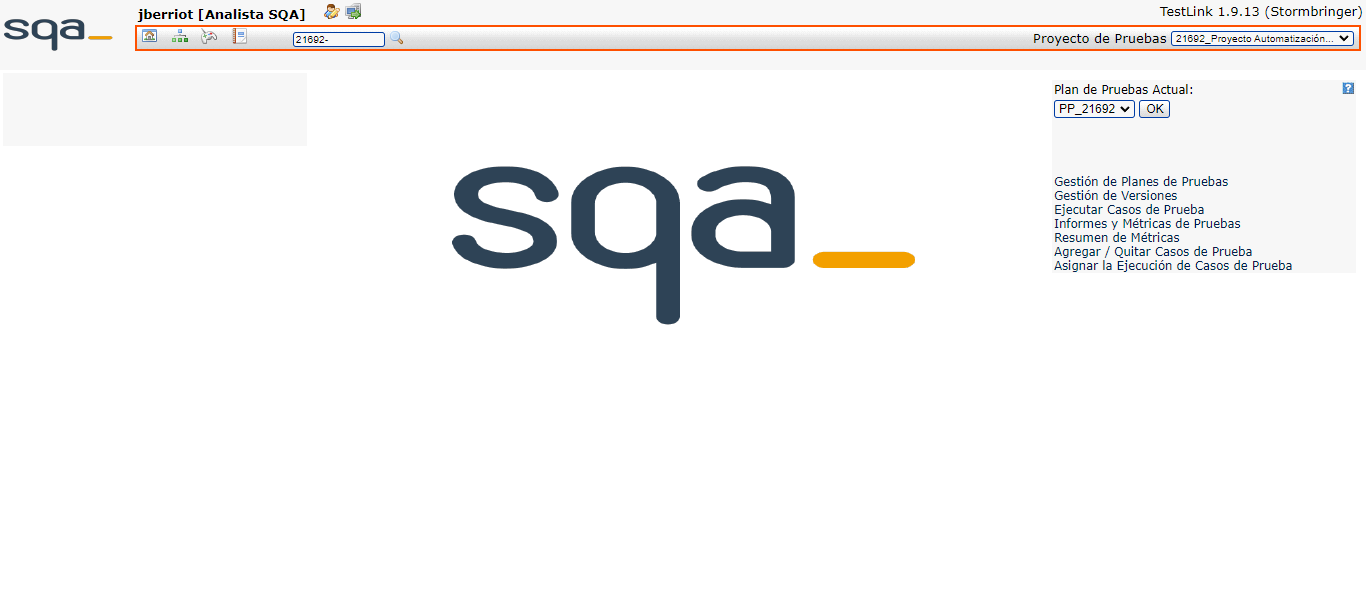 sqa_
jberriot [Analista SQA]
TestLink 1.9.13 (Stormbringer)
21692-
Proyecto de Pruebas 21692_Proyecto Automatización...
Plan de Pruebas Actual:
?
PP_21692 OK
sqa_
Gestión de Planes de Pruebas
Gestión de Versiones
Ejecutar Casos de Prueba
Informes y Métricas de Pruebas
Resumen de Métricas
Agregar / Quitar Casos de Prueba
Asignar la Ejecución de Casos de Prueba